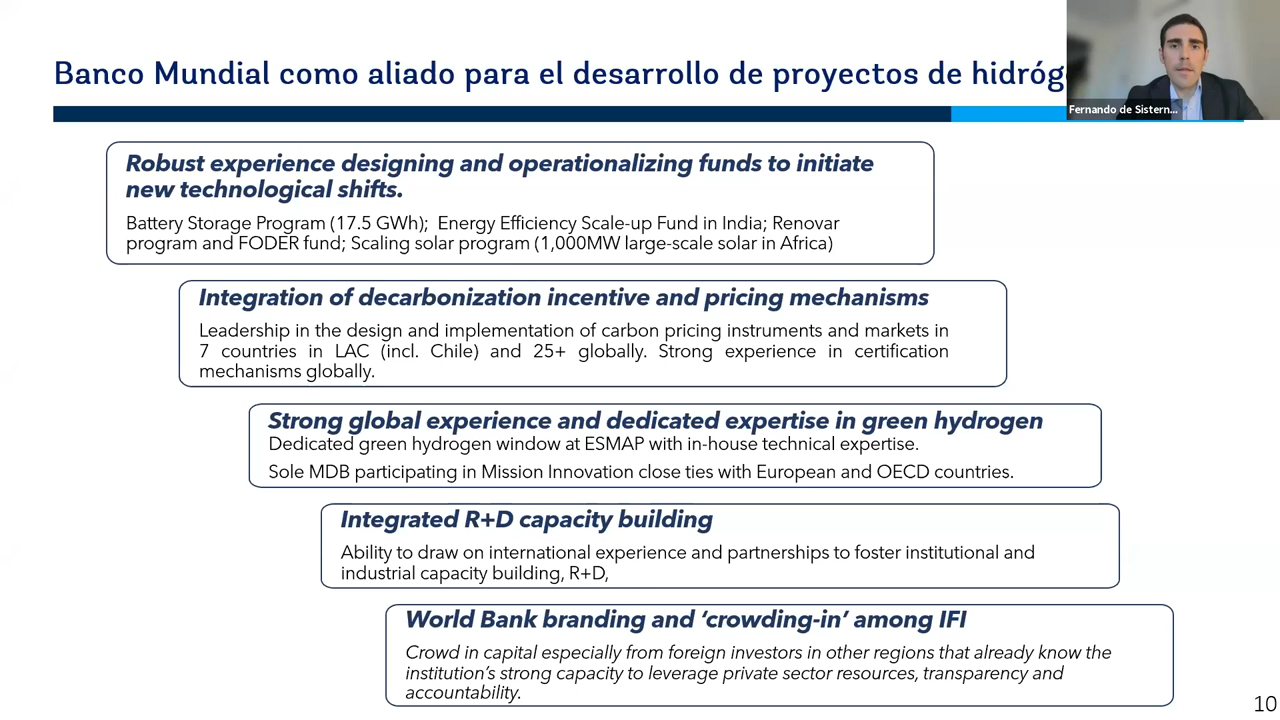 Banco Mundial como aliado para el desarrollo de proyectos de hidróg
Fernando de Sistern...
Robust experience designing and operationalizing funds to initiate
new technological shifts.
Battery Storage Program (17.5 GWh); Energy Efficiency Scale-up Fund in India; Renovar
program and FODER fund; Scaling solar program (1,000MW large-scale solar in Africa)
Integration of decarbonization incentive and pricing mechanisms
Leadership in the design and implementation of carbon pricing instruments and markets in
7 countries in LAC (incl. Chile) and 25+ globally. Strong experience in certification
mechanisms globally.
Strong global experience and dedicated expertise in green hydrogen
Dedicated green hydrogen window at ESMAP with in-house technical expertise.
Sole MDB participating in Mission Innovation close ties with European and OECD countries.
Integrated R+D capacity building
Ability to draw on international experience and partnerships to foster institutional and
industrial capacity building, R+D,
World Bank branding and ‘crowding-in’ among IFI
Crowd in capital especially from foreign investors in other regions that already know the
institution’s strong capacity to leverage private sector resources, transparency and
accountability.
10